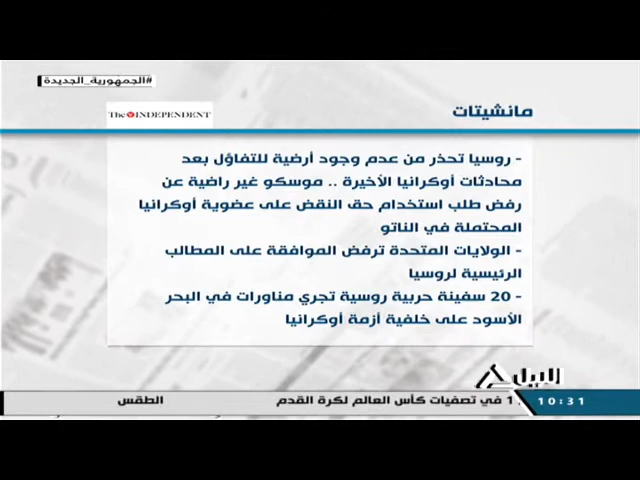 #الجمهورية_الجديدة
مانشيتات
The INDEPENDENT
- روسيا تحذر من عدم وجود أرضية للتفاؤل بعد
محادثات أوكرانيا الأخيرة .. موسكو غير راضية عن
رفض طلب استخدام حق النقض على عضوية أوكرانيا
المحتملة في الناتو
- الولايات المتحدة ترفض الموافقة على المطالب
الرئيسية لروسيا
- 20 سفينة حربية روسية تجري مناورات في البحر
الأسود على خلفية أزمة أوكرانيا
10:31
1 في تصفيات كأس العالم لكرة القدم
الطقس